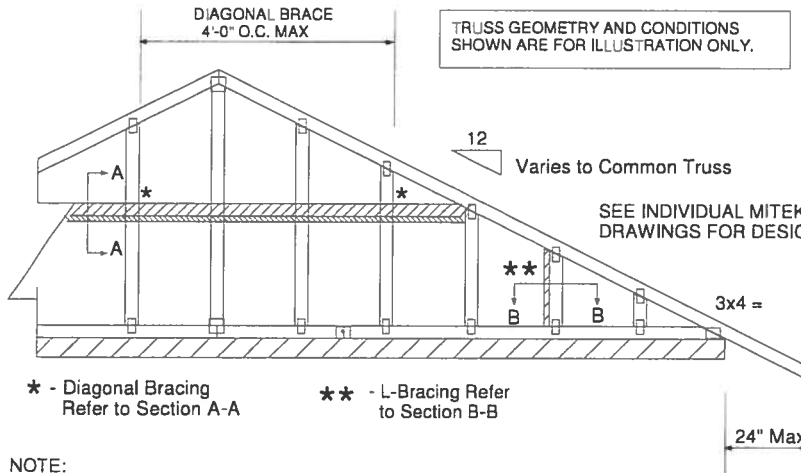 DIAGONAL BRACE
4'-0" O.C. MAX
TRUSS GEOMETRY AND CONDITIONS
SHOWN ARE FOR ILLUSTRATION ONLY.
12
Varies to Common Truss
A
*
*
SEE INDIVIDUAL MITEK
DRAWINGS FOR DESIG
A
**
B
B
3x4 =
* - Diagonal Bracing
Refer to Section A-A
** - L-Bracing Refer
to Section B-B
24" Max
NOTE: